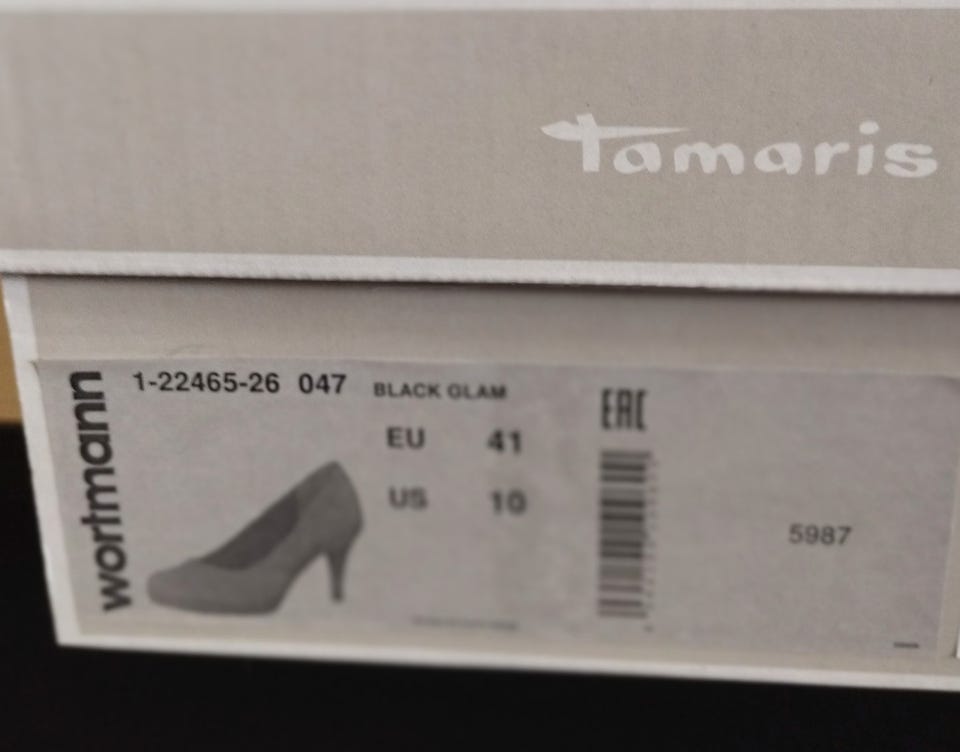 Tamaris
wortmann
1-22465-26 047 BLACK GLAM
EU 41
US 10
EAC
5987